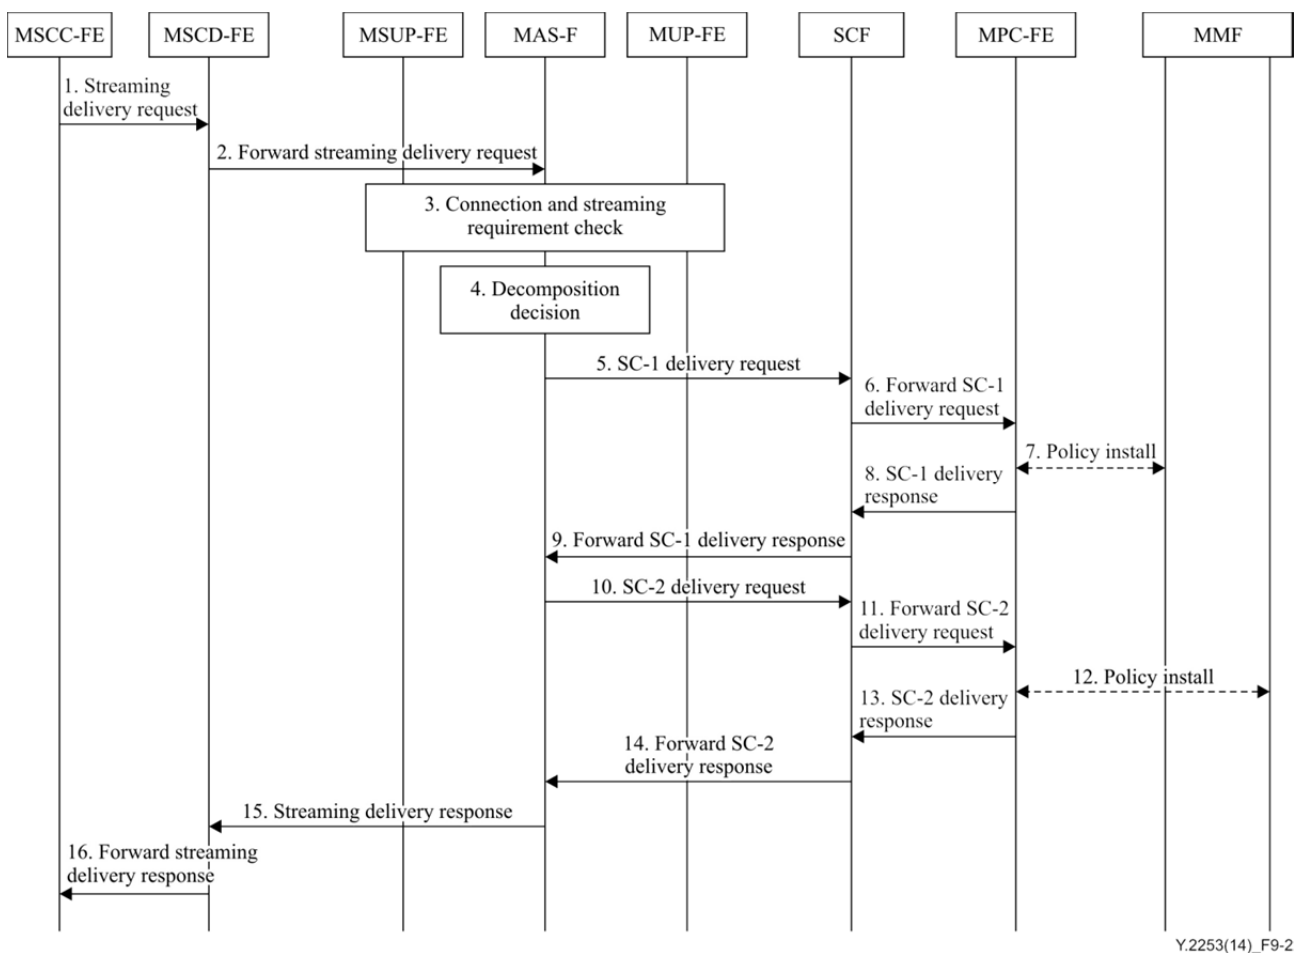 MSCC-FE
MSCD-FE
MSUP-FE
MAS-F
MUP-FE
SCF
MPC-FE
MMF
1. Streaming
delivery request
2. Forward streaming delivery request
3. Connection and streaming
requirement check
4. Decomposition
decision
5. SC-1 delivery request
6. Forward SC-1
delivery request
7. Policy install
8. SC-1 delivery
response
9. Forward SC-1 delivery response
10. SC-2 delivery request
11. Forward SC-2
delivery request
12. Policy install
13. SC-2 delivery
response
14. Forward SC-2
delivery response
15. Streaming delivery response
16. Forward streaming
delivery response
Y.2253(14)_F9-2